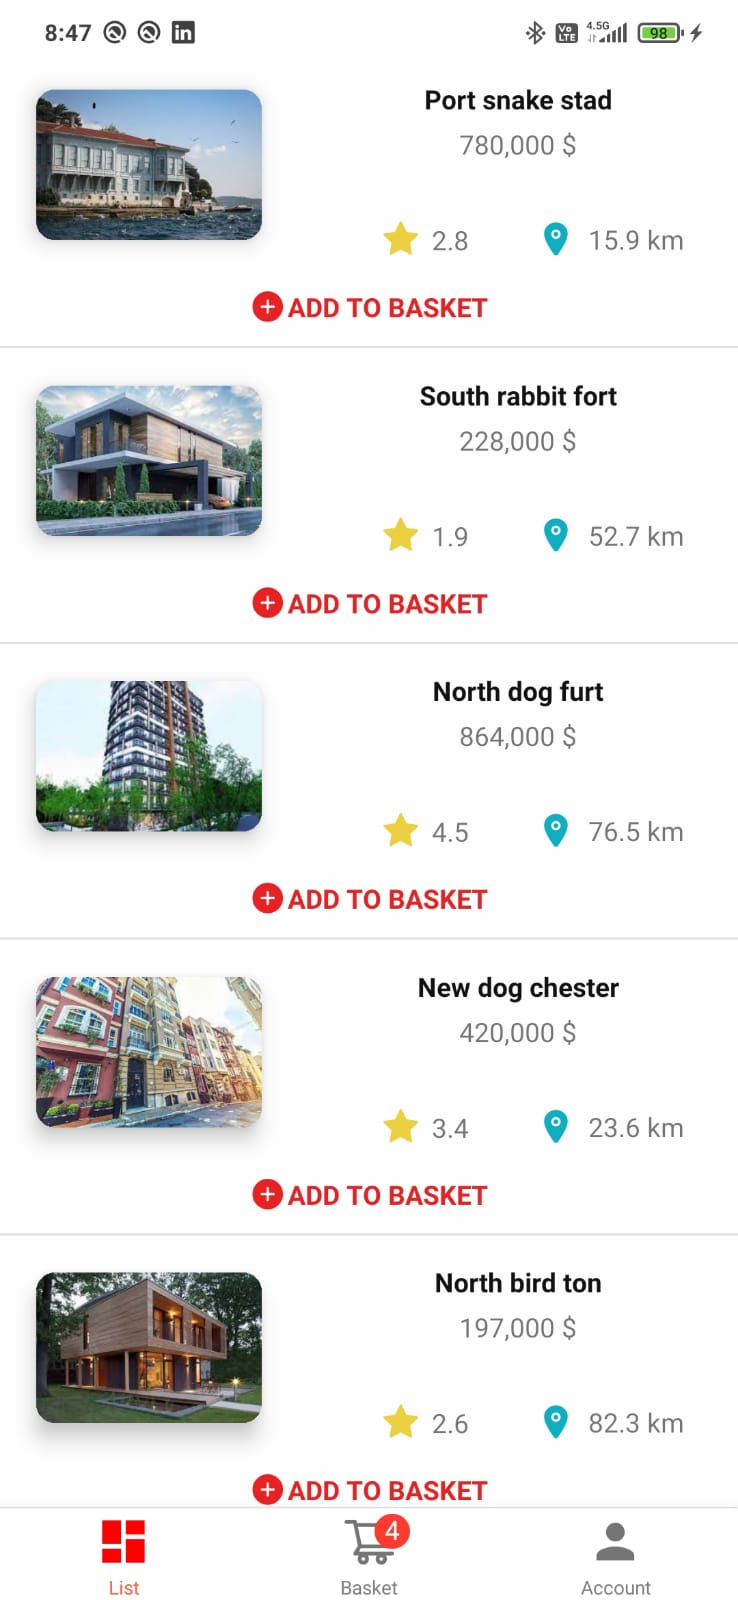 8:47
in
Vo LTE
4.5G
98
Port snake stad
780,000 $
2.8
15.9 km
ADD TO BASKET
South rabbit fort
228,000 $
1.9
52.7 km
ADD TO BASKET
North dog furt
864,000 $
4.5
76.5 km
ADD TO BASKET
New dog chester
420,000 $
3.4
23.6 km
ADD TO BASKET
North bird ton
197,000 $
2.6
82.3 km
ADD TO BASKET
4
List
Basket
Account